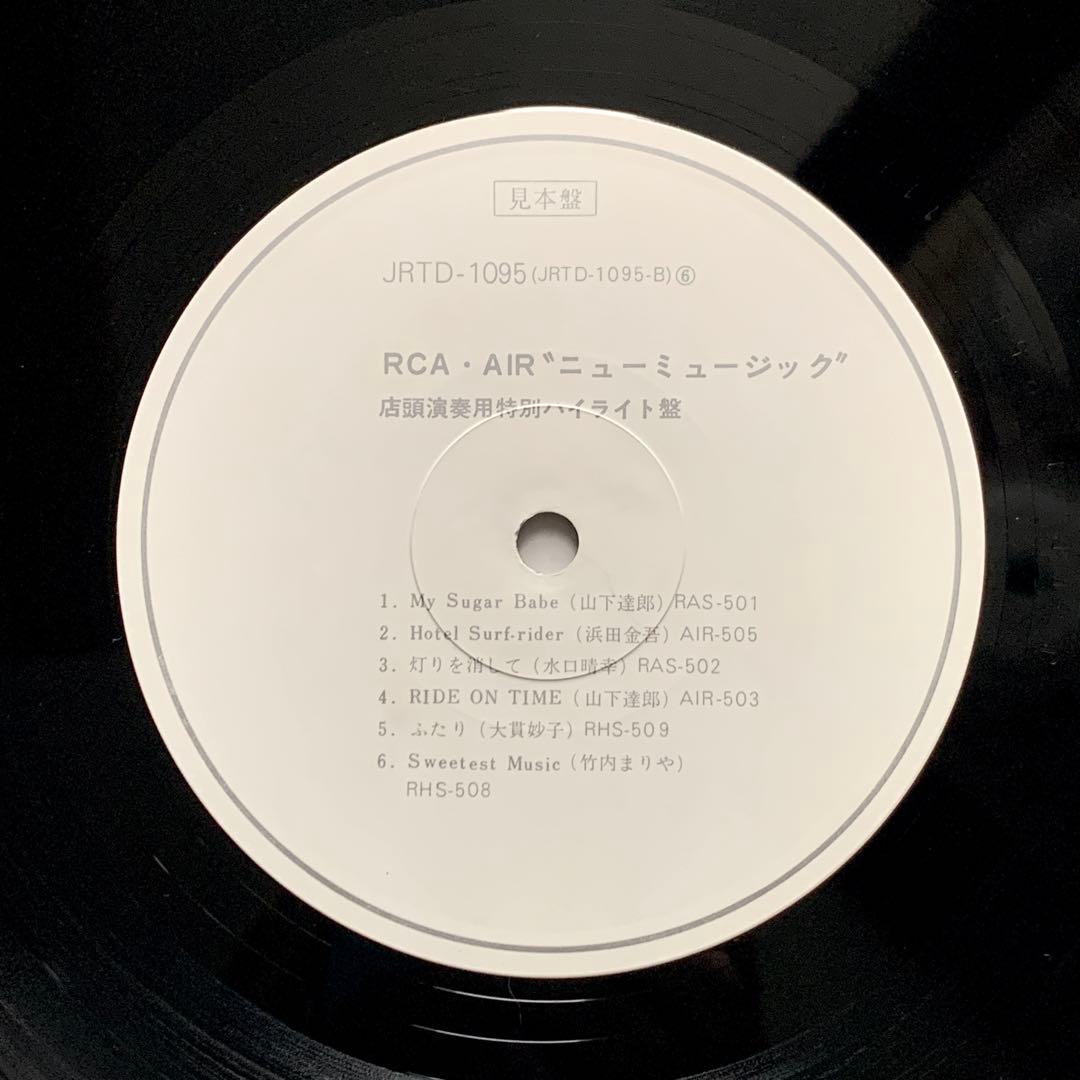 見本盤
JRTD-1095(JRTD-1095-B)⑥
RCA・AIR〝ニューミュージック〟
店頭演奏用特別ハイライト盤
1. My Sugar Babe (山下達郎) RAS-501
2. Hotel Surf-rider (浜田金吾) AIR-505
3. 灯りを消して (水口晴幸) RAS-502
4. RIDE ON TIME (山下達郎) AIR-503
5. ふたり (大貫妙子) RHS-509
6. Sweetest Music (竹内まりや)
RHS-508